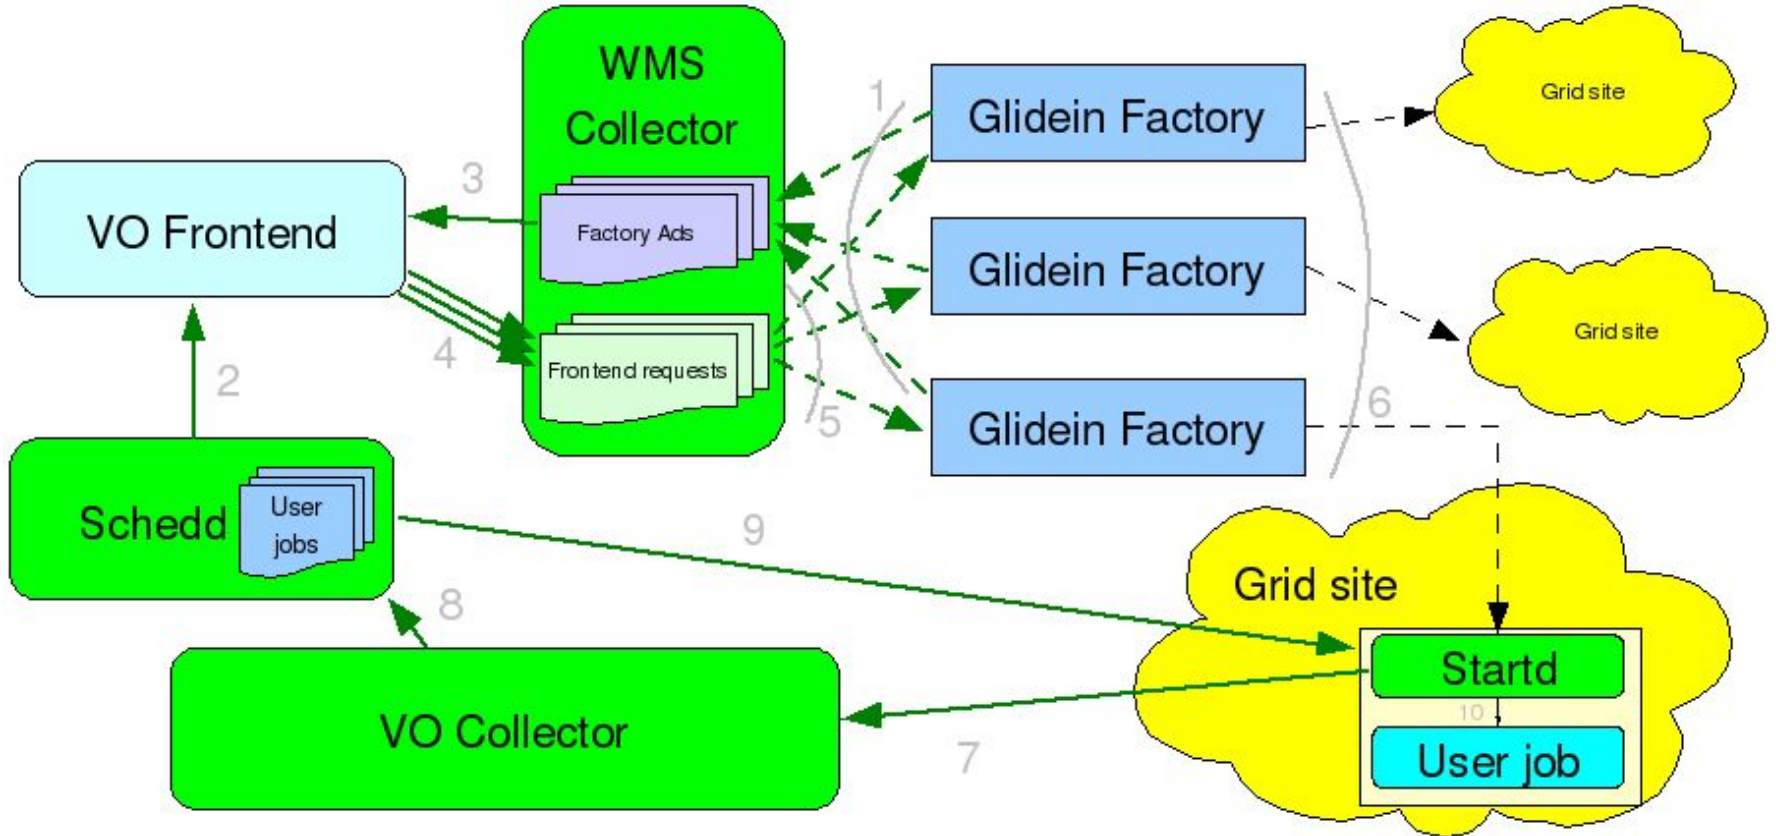 WMS
Collector
1
Glidein Factory
Grid site
3
VO Frontend
Factory Ads
Glidein Factory
Grid site
4
Frontend requests
2
5
Glidein Factory
6
Schedd
User
jobs
9
Grid site
8
Startd
10
VO Collector
7
User job